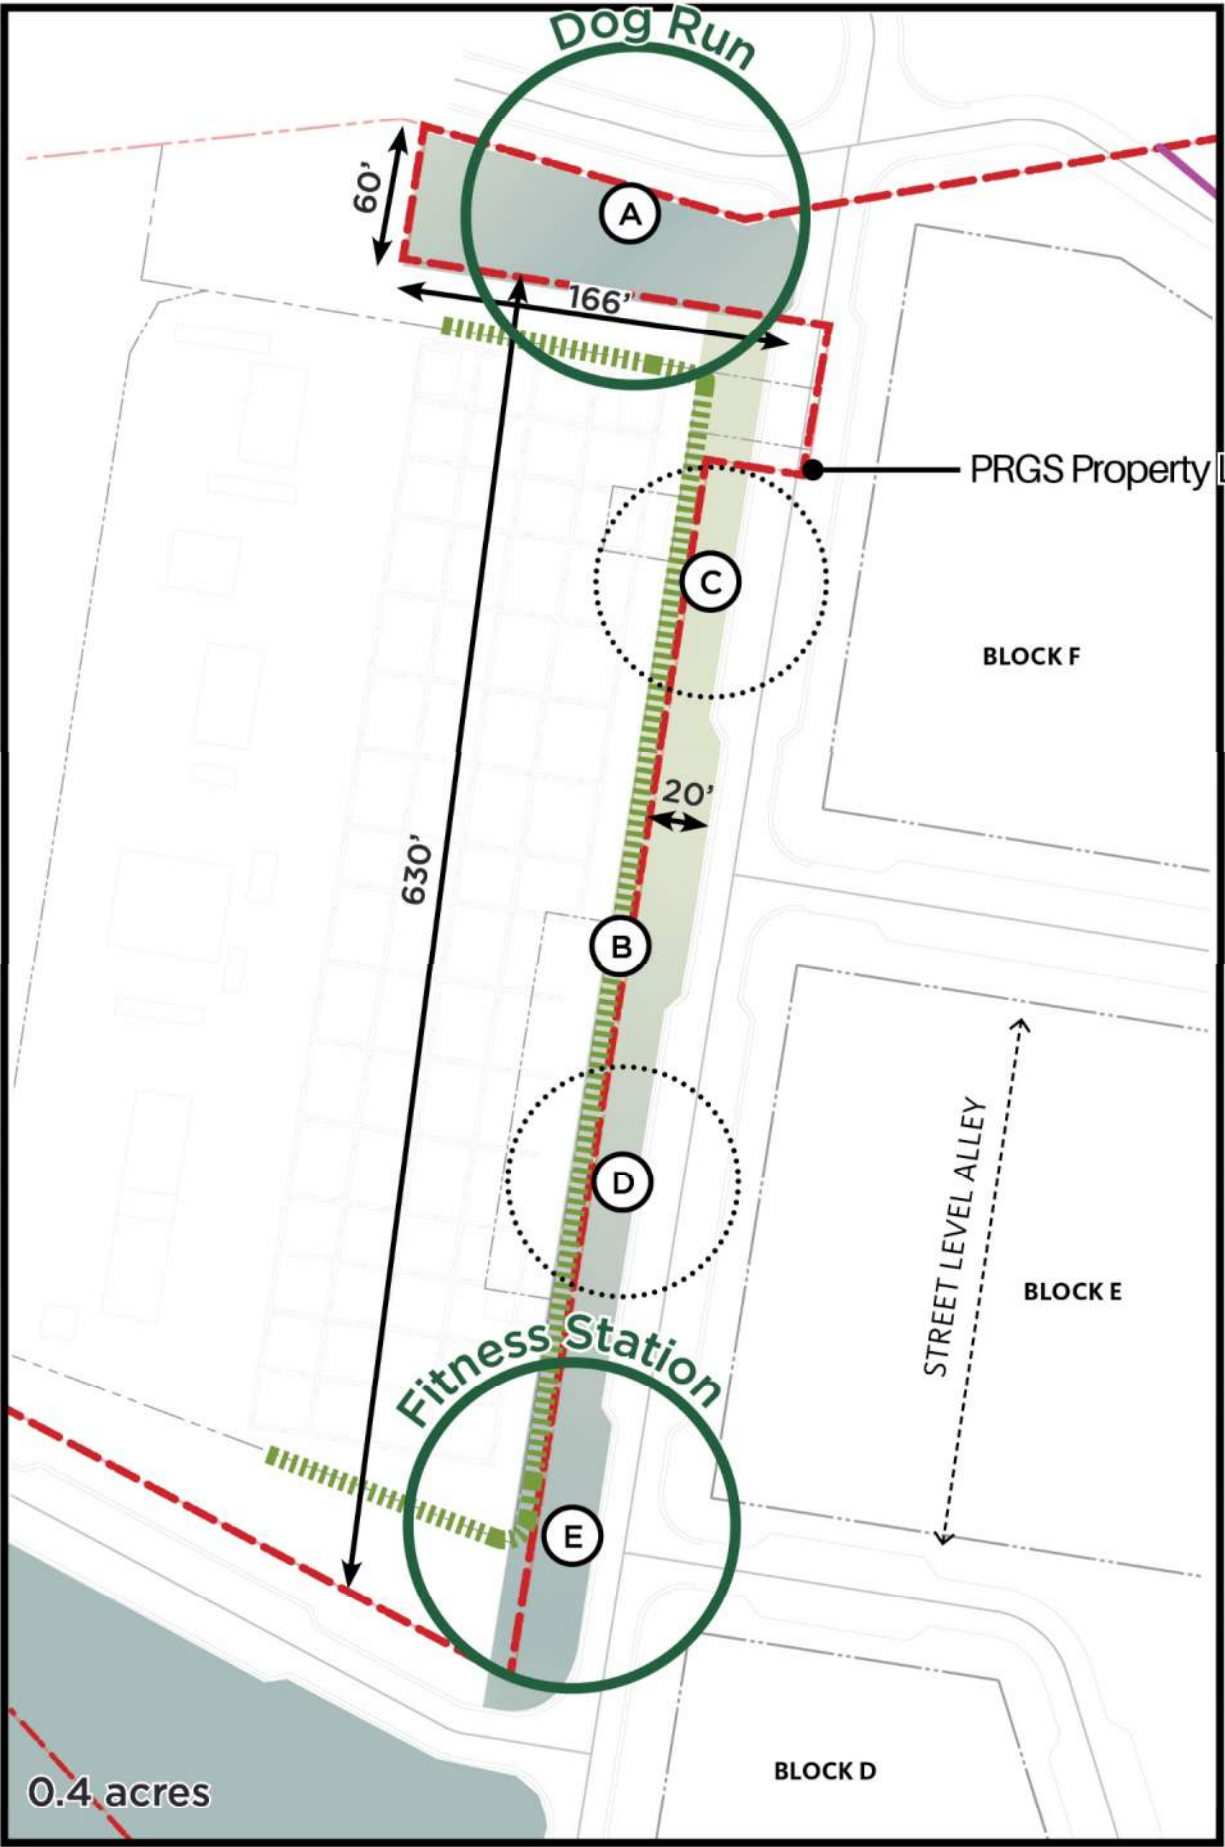 Dog Run
60’
A
166’
PRGS Property
C
BLOCK F
20’
630’
B
D
STREET LEVEL ALLEY
BLOCK E
Fitness Station
E
BLOCK D
0.4 acres